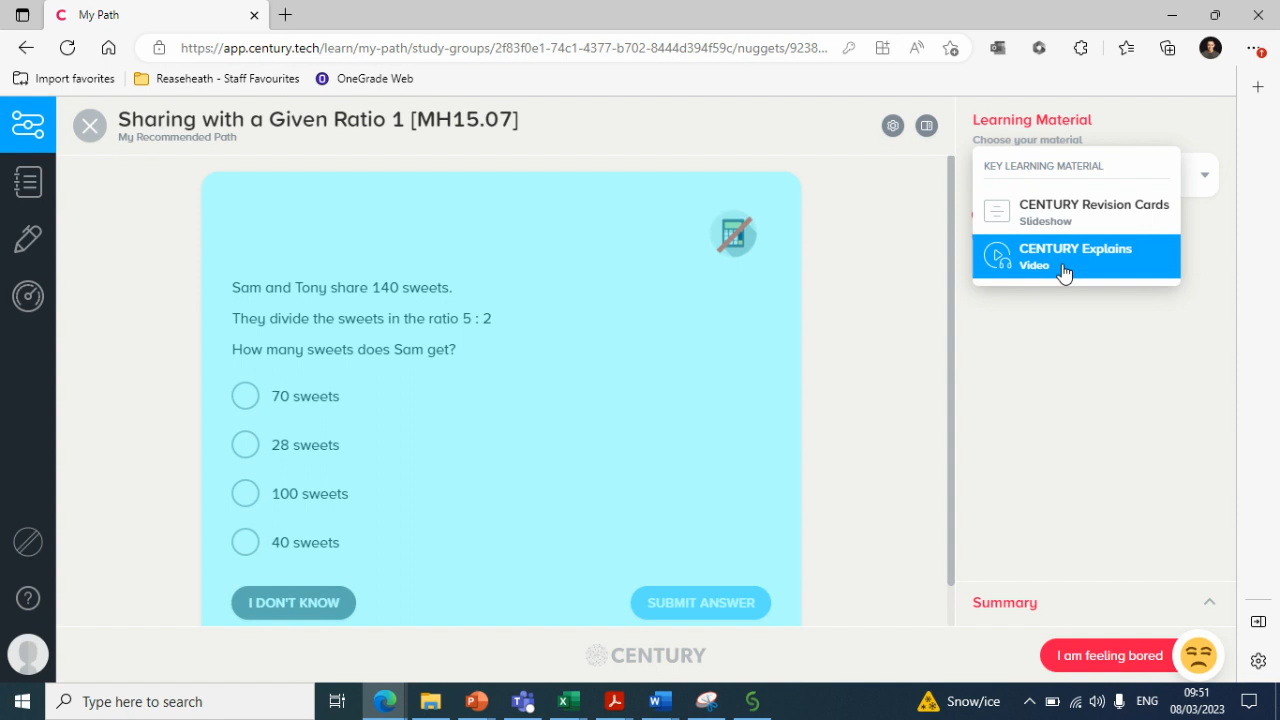 My Path
https://app.century.tech/learn/my-path/study-groups/2f83f0e1-74c1-4377-b702-8444d394f59c/nuggets/9238...
Import favorites
Reaseheath - Staff Favourites
OneGrade Web
Sharing with a Given Ratio 1 [MH15.07]
My Recommended Path
Learning Material
Choose your material
KEY LEARNING MATERIAL
CENTURY Revision Cards
Slideshow
CENTURY Explains
Video
Sam and Tony share 140 sweets.
They divide the sweets in the ratio 5 : 2
How many sweets does Sam get?
70 sweets
28 sweets
100 sweets
40 sweets
I DON'T KNOW
SUBMIT ANSWER
Summary
CENTURY
I am feeling bored
Type here to search
Snow/ice
ENG
09:51
08/03/2023